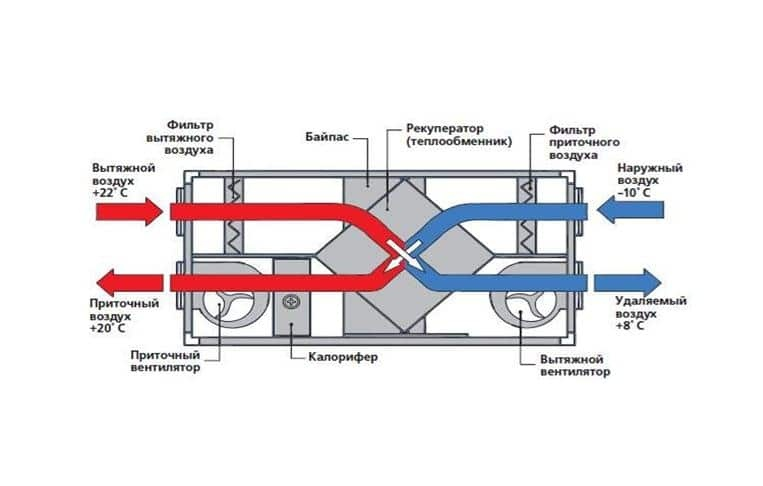 Фильтр
вытяжного
воздуха
Байпас
Рекуператор
(теплообменник)
Фильтр
приточного
воздуха
Вытяжной
воздух
+22° C
Наружный
воздух
–10° C
Приточный
воздух
+20° C
Удаляемый
воздух
+8° C
Приточный
вентилятор
Калорифер
Вытяжной
вентилятор